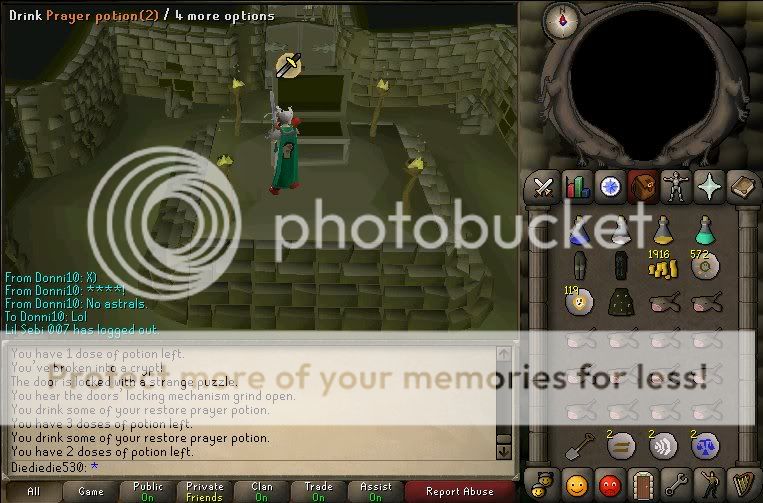 Drink Prayer potion(2) / 4 more options
photobucket
1916
572
119
From Donni10: X)
From Donni10: ****!
From Donni10: No astrals.
To Donni10: Lol
Lil Sebi 007 has logged out.
You have 1 dose of potion left.
You've broken into a crypt!
The door is locked with a strange puzzle.
Protect more of your memories for less!
You hear the doors' locking mechanism grind open.
You drink some of your restore prayer potion.
You have 3 doses of potion left.
You drink some of your restore prayer potion.
You have 2 doses of potion left.
Diediedie530: *
2
2
2
All
Game
Public
On
Private
Friends
Clan
On
Trade
On
Assist
On
Report Abuse